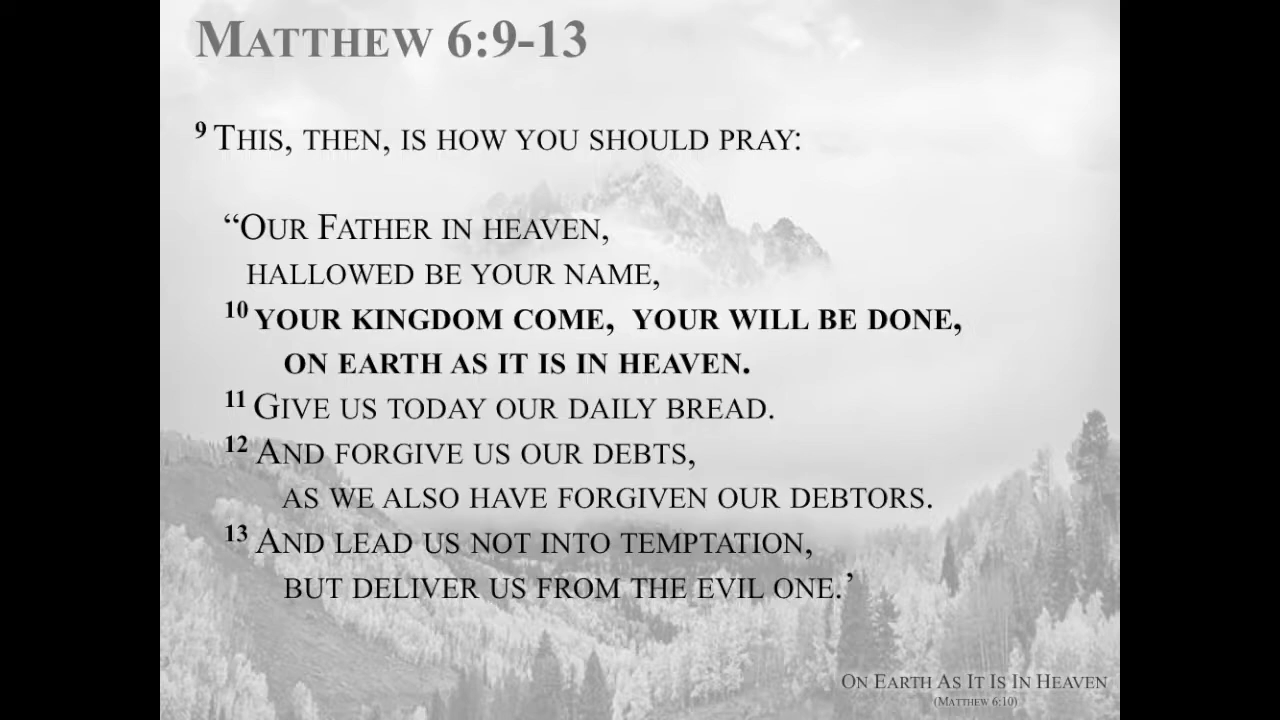 MATTHEW 6:9-13
9 THIS, THEN, IS HOW YOU SHOULD PRAY:
“OUR FATHER IN HEAVEN,
HALLOWED BE YOUR NAME,
10 YOUR KINGDOM COME, YOUR WILL BE DONE,
ON EARTH AS IT IS IN HEAVEN.
11 GIVE US TODAY OUR DAILY BREAD.
12 AND FORGIVE US OUR DEBTS,
AS WE ALSO HAVE FORGIVEN OUR DEBTORS.
13 AND LEAD US NOT INTO TEMPTATION,
BUT DELIVER US FROM THE EVIL ONE.’
ON EARTH AS IT IS IN HEAVEN
(MATTHEW 6:10)